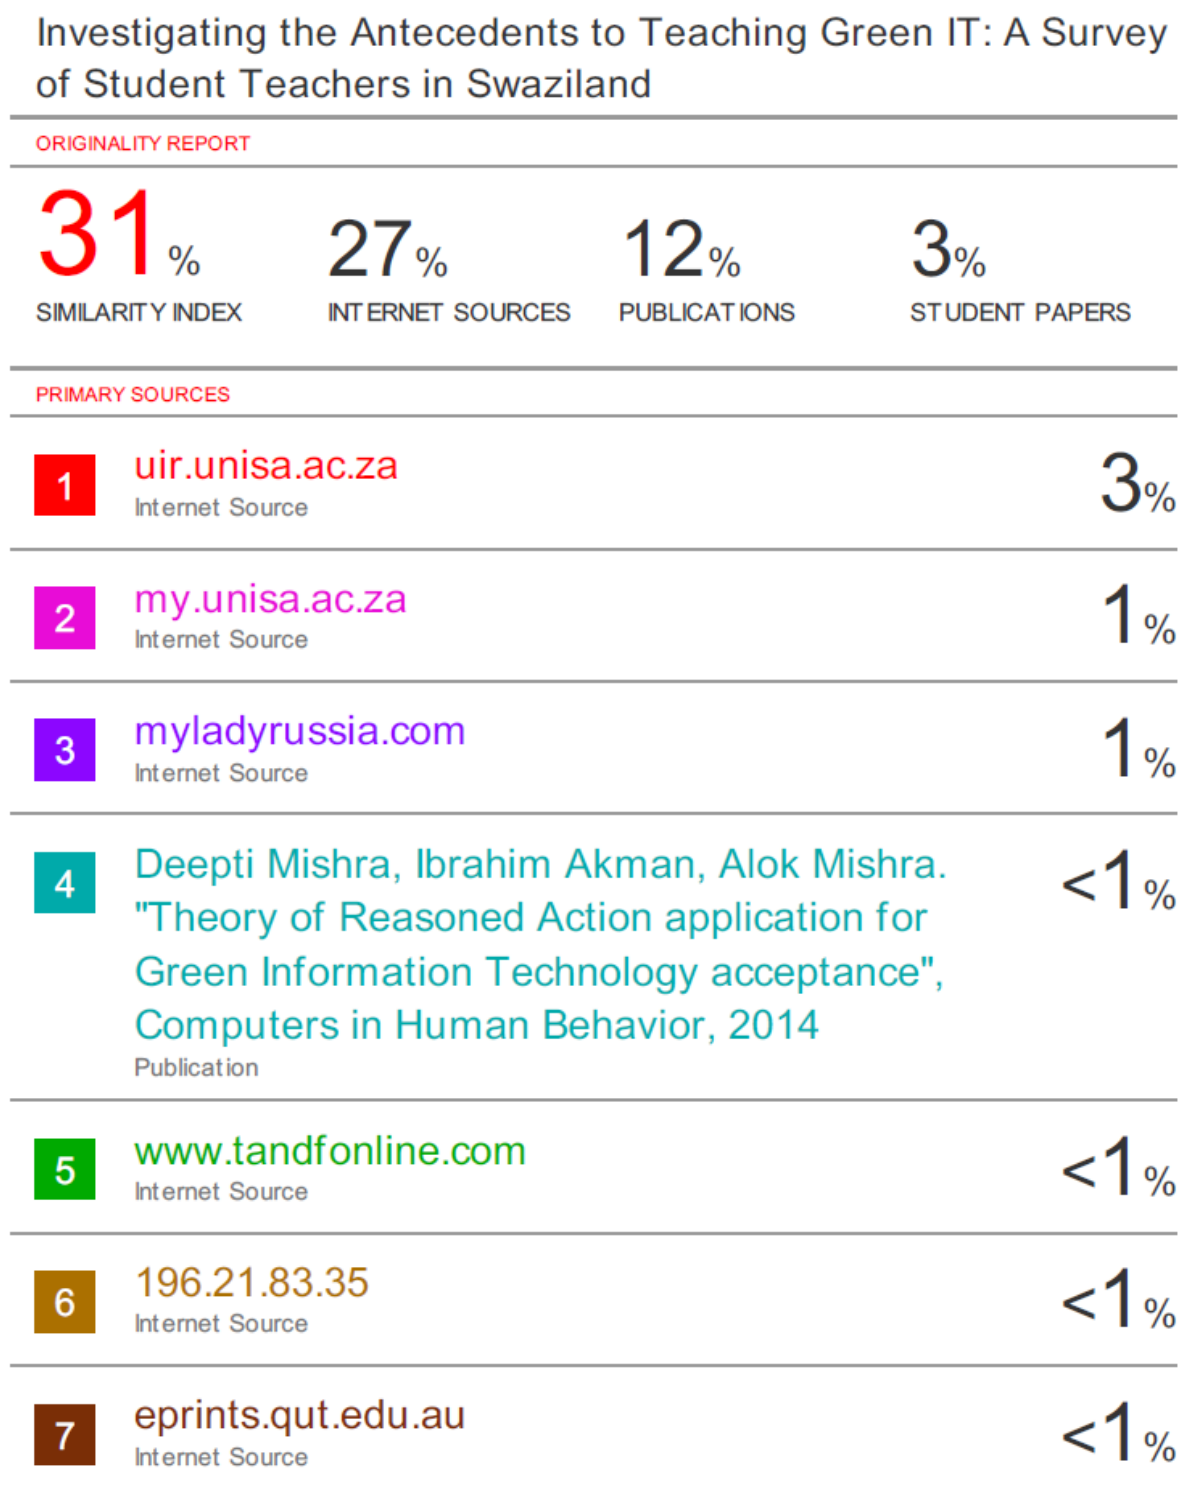 Investigating the Antecedents to Teaching Green IT: A Survey
of Student Teachers in Swaziland
ORIGINALITY REPORT
31% 27% 12% 3%
SIMILARITY INDEX INTERNET SOURCES PUBLICATIONS STUDENT PAPERS
PRIMARY SOURCES
1 uir.unisa.ac.za 3%
Internet Source
2 my.unisa.ac.za 1%
Internet Source
3 myladyrussia.com 1%
Internet Source
4 Deepti Mishra, Ibrahim Akman, Alok Mishra. <1%
"Theory of Reasoned Action application for
Green Information Technology acceptance",
Computers in Human Behavior, 2014
Publication
5 www.tandfonline.com <1%
Internet Source
6 196.21.83.35 <1%
Internet Source
7 eprints.qut.edu.au <1%
Internet Source